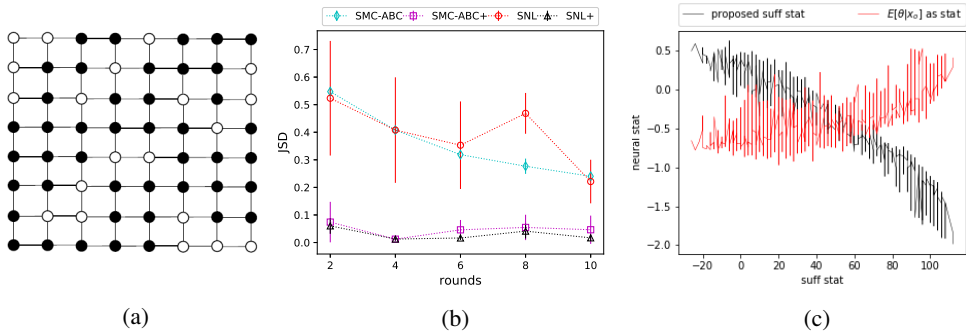 SMC-ABC SMC-ABC+ SNL SNL+
0.7
0.6
0.5
0.4
0.3
0.2
0.1
0.0
JSD
2 4 6 8 10
rounds
proposed suff stat E[θ|x₀] as stat
0.5
0.0
−0.5
−1.0
−1.5
−2.0
neural stat
−20 0 20 40 60 80 100
suff stat
(a) (b) (c)